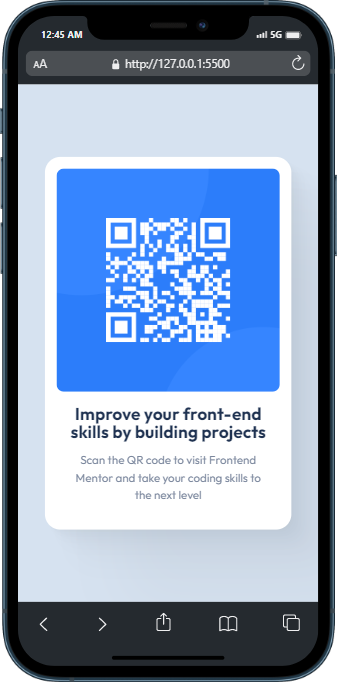 12:45 AM
5G
AA
http://127.0.0.1:5500
Improve your front-end
skills by building projects
Scan the QR code to visit Frontend
Mentor and take your coding skills to
the next level